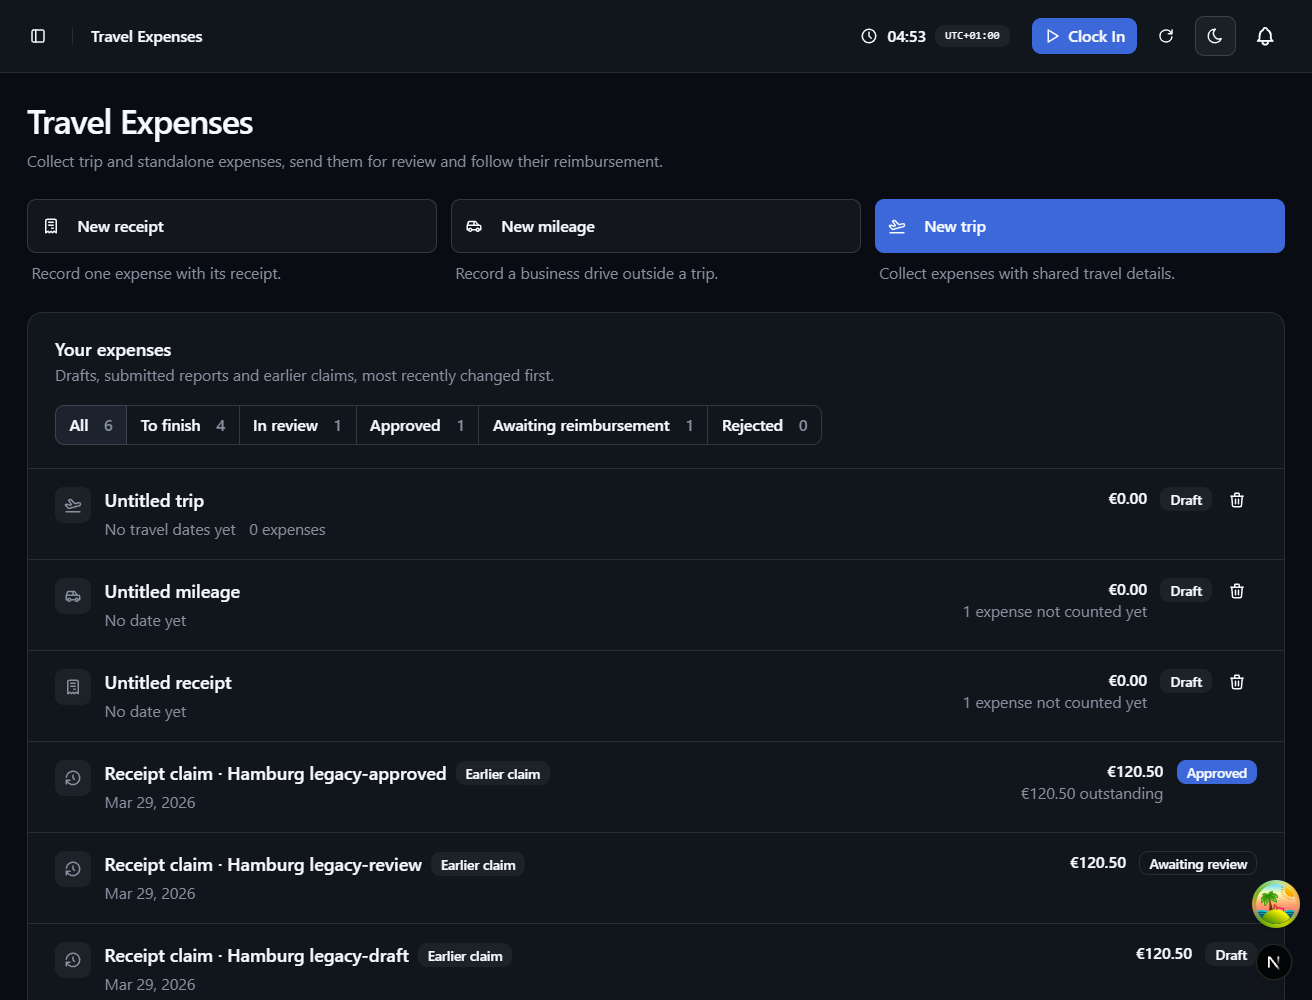 Travel Expenses
04:53 UTC+01:00 Clock In
Travel Expenses
Collect trip and standalone expenses, send them for review and follow their reimbursement.
New receipt
Record one expense with its receipt.
New mileage
Record a business drive outside a trip.
New trip
Collect expenses with shared travel details.
Your expenses
Drafts, submitted reports and earlier claims, most recently changed first.
All 6 To finish 4 In review 1 Approved 1 Awaiting reimbursement 1 Rejected 0
Untitled trip €0.00 Draft
No travel dates yet 0 expenses
Untitled mileage €0.00 Draft
No date yet 1 expense not counted yet
Untitled receipt €0.00 Draft
No date yet 1 expense not counted yet
Receipt claim · Hamburg legacy-approved Earlier claim €120.50 Approved
Mar 29, 2026 €120.50 outstanding
Receipt claim · Hamburg legacy-review Earlier claim €120.50 Awaiting review
Mar 29, 2026
Receipt claim · Hamburg legacy-draft Earlier claim €120.50 Draft
Mar 29, 2026
N